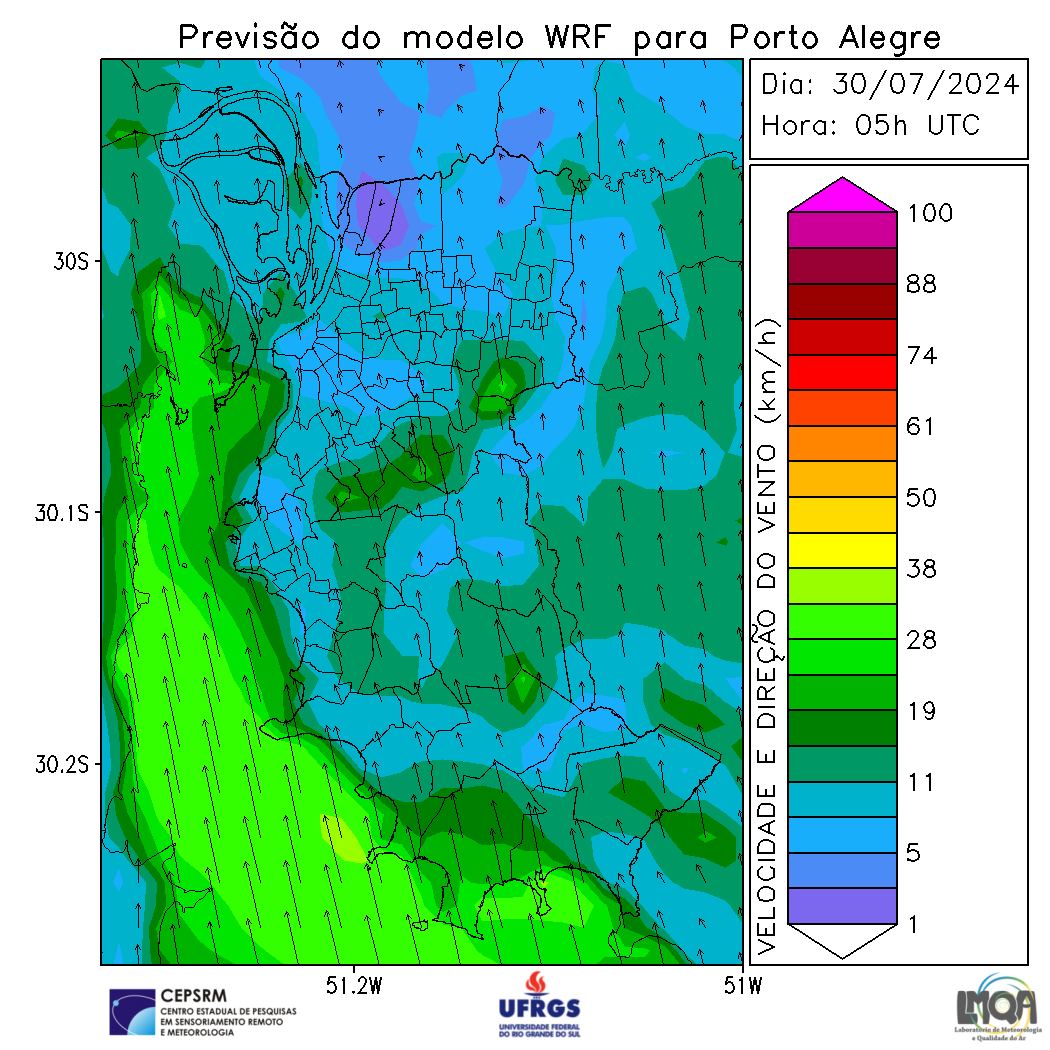 Previsão do modelo WRF para Porto Alegre
Dia: 30/07/2024
Hora: 05h UTC
30S
30.1S
30.2S
51.2W
51W
VELOCIDADE E DIREÇÃO DO VENTO (km/h)
100
88
74
61
50
38
28
19
11
5
1
CEPSRM
CENTRO ESTADUAL DE PESQUISAS
EM SENSORIAMENTO REMOTO
E METEOROLOGIA
UFRGS
UNIVERSIDADE FEDERAL
DO RIO GRANDE DO SUL
LMQA
Laboratório de Meteorologia
e Qualidade do Ar